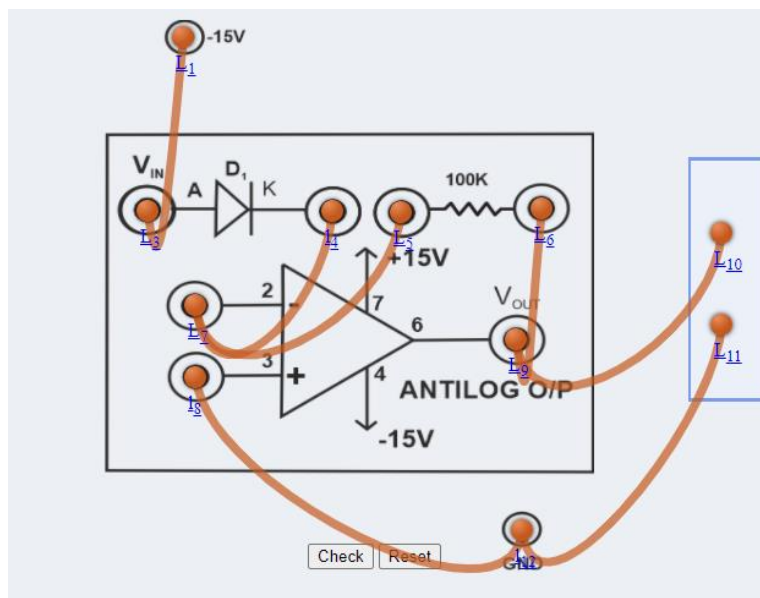 -15V
L1
VIN
A
D1
K
100K
L3
l4
L5
L6
+15V
L10
VOUT
2
-
7
6
L7
L9
L11
3
+
4
l8
ANTILOG O/P
-15V
Check
Reset
GND